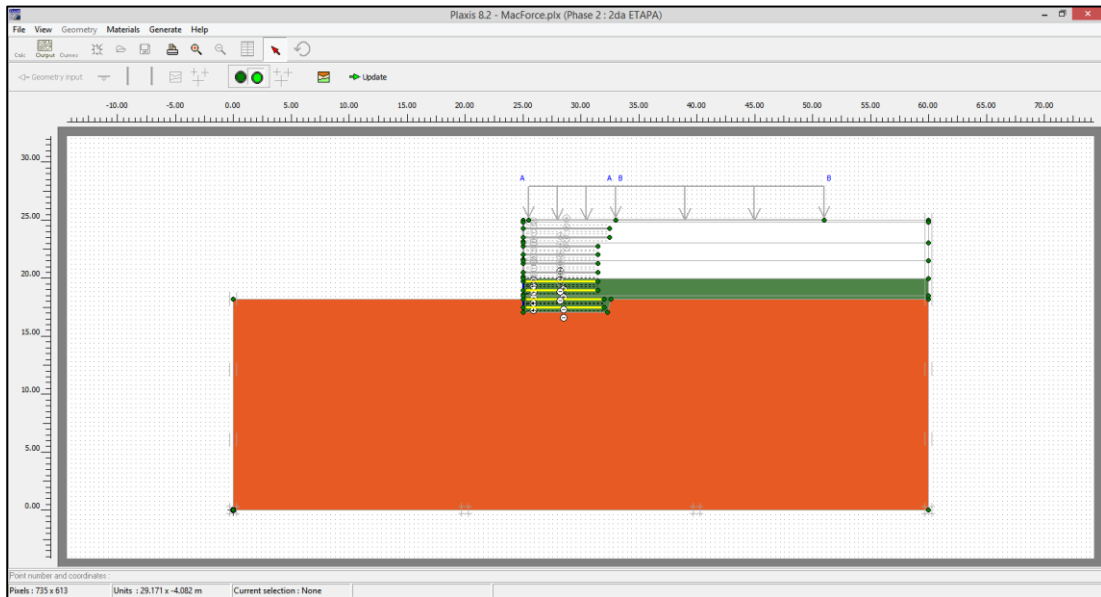 Plaxis 8.2 - MacForce.plx (Phase 2 : 2da ETAPA)
File View Geometry Materials Generate Help
Calc Output Curves
Geometry input Update
-10.00 -5.00 0.00 5.00 10.00 15.00 20.00 25.00 30.00 35.00 40.00 45.00 50.00 55.00 60.00 65.00 70.00
30.00
A A B B
25.00
20.00
15.00
10.00
5.00
0.00
Point number and coordinates :
Pixels : 735 x 613 Units : 29.171 x -4.082 m Current selection : None